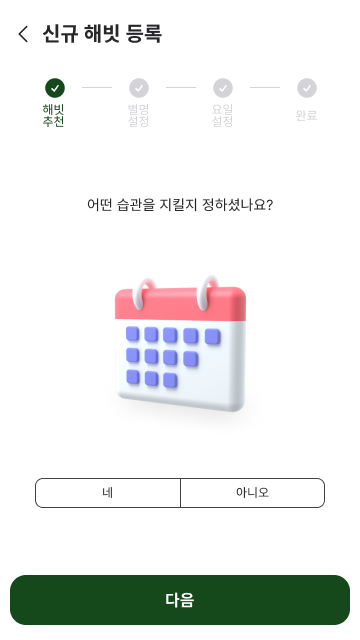 신규 해빗 등록
해빗
추천
별명
설정
요일
설정
완료
어떤 습관을 지킬지 정하셨나요?
네
아니오
다음